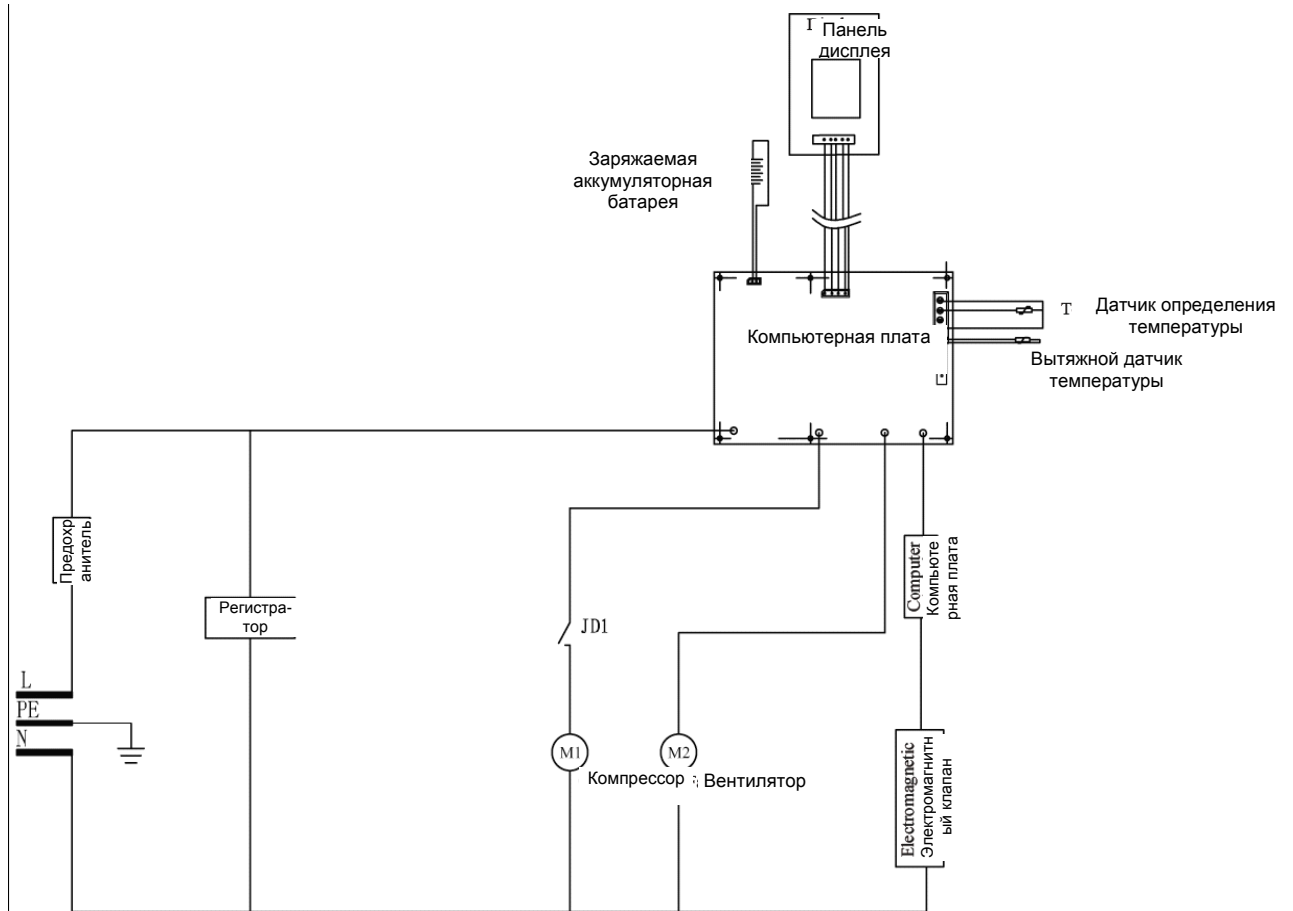 Панель
дисплея
Заряжаемая
аккумуляторная
батарея
Компьютерная плата
T
Датчик определения
температуры
Вытяжной датчик
температуры
Предохр
анитель
Регистра-
тор
JD1
Computer
Компьюте
рная плата
L
PE
N
M1
M2
Компрессор
Вентилятор
Electromagnetic
Электромагнитн
ый клапан